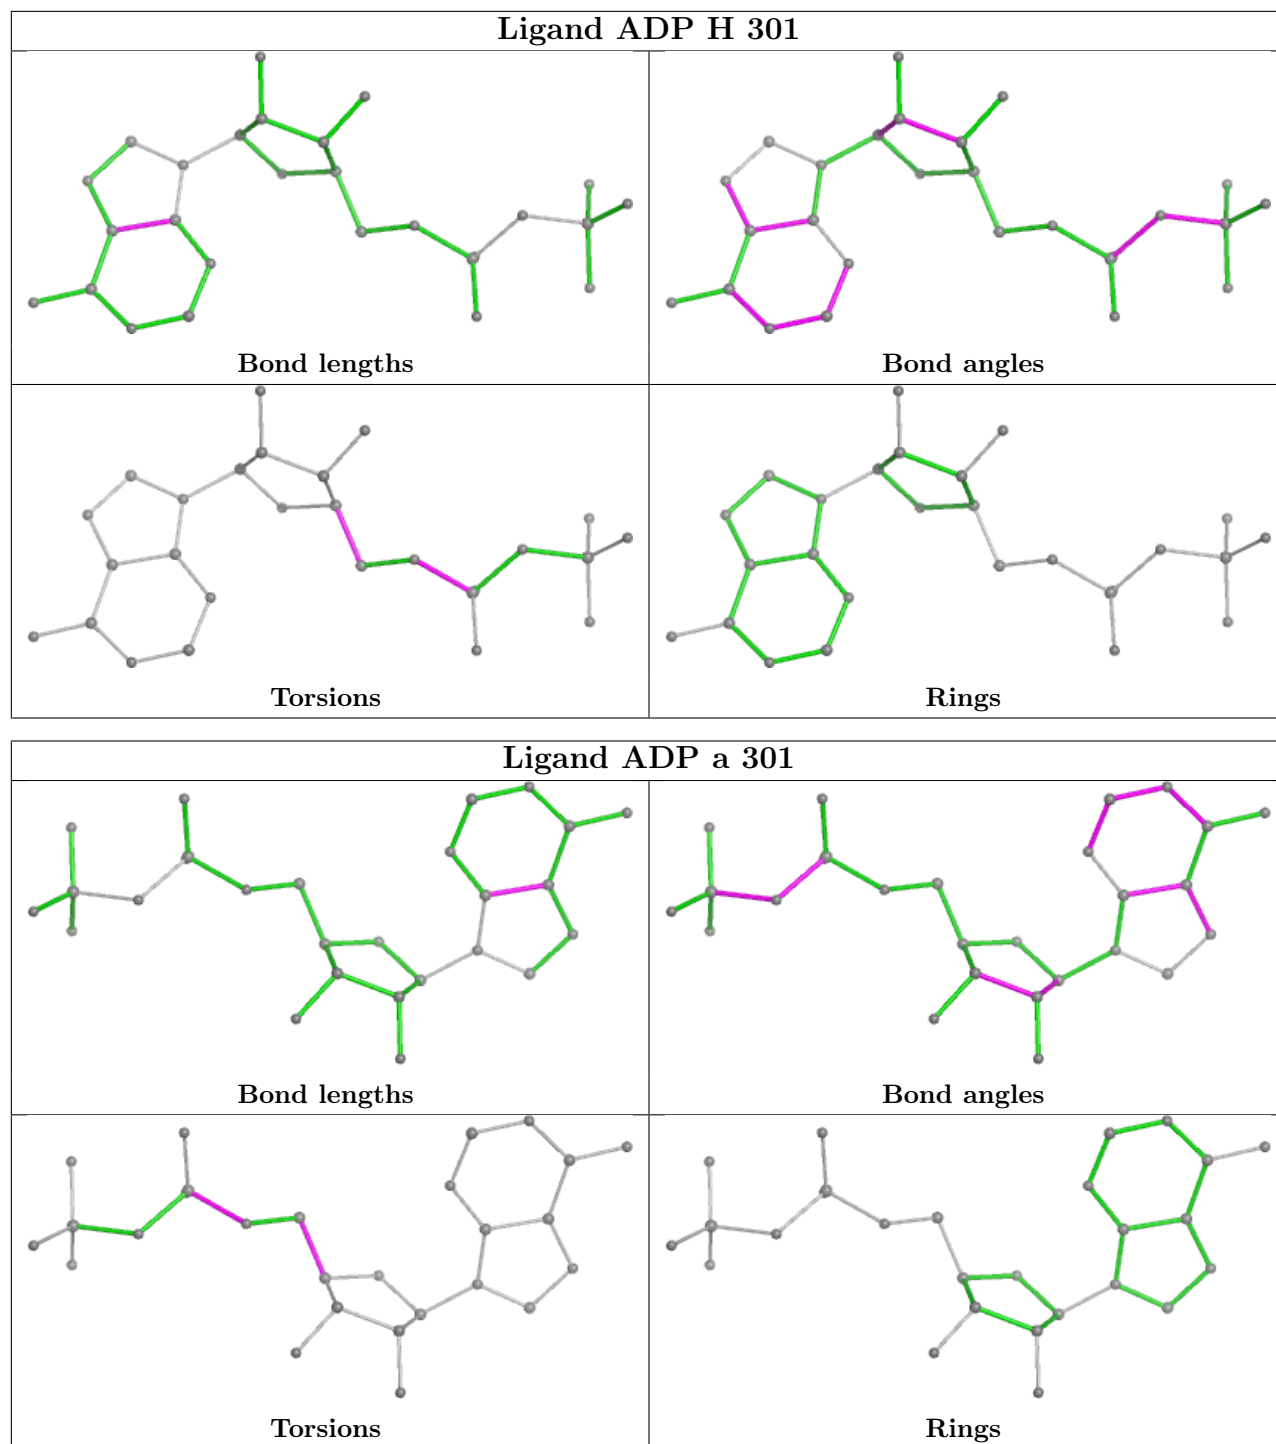 Ligand ADP H 301
Bond lengths
Bond angles
Torsions
Rings
Ligand ADP a 301
Bond lengths
Bond angles
Torsions
Rings